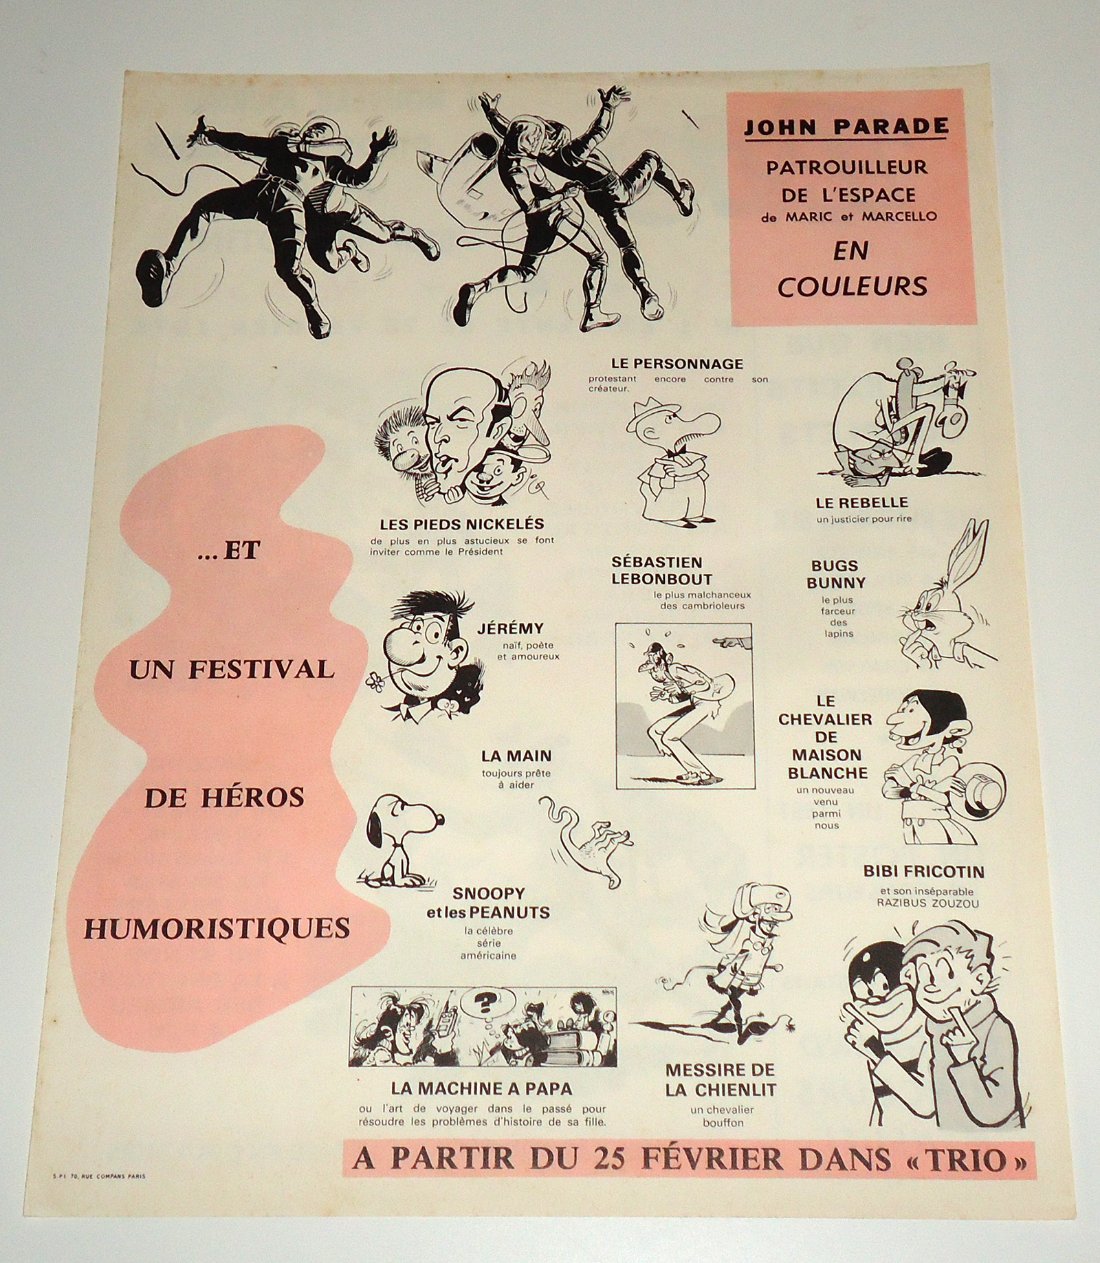 JOHN PARADE
PATROUILLEUR
DE L'ESPACE
de MARIC et MARCELLO
EN
COULEURS
LE PERSONNAGE
protestant encore contre son
créateur.
LES PIEDS NICKELÉS
de plus en plus astucieux se font
inviter comme le Président
LE REBELLE
un justicier pour rire
...ET
UN FESTIVAL
DE HÉROS
HUMORISTIQUES
SÉBASTIEN
LEBONBOUT
le plus malchanceux
des cambrioleurs
BUGS
BUNNY
le plus
farceur
des
lapins
JÉRÉMY
naïf, poète
et amoureux
LE
CHEVALIER
DE
MAISON
BLANCHE
un nouveau
venu
parmi
nous
LA MAIN
toujours prête
à aider
SNOOPY
et les PEANUTS
la célèbre
série
américaine
BIBI FRICOTIN
et son inséparable
RAZIBUS ZOUZOU
?
LA MACHINE A PAPA
ou l'art de voyager dans le passé pour
résoudre les problèmes d'histoire de sa fille.
MESSIRE DE
LA CHIENLIT
un chevalier
bouffon
A PARTIR DU 25 FÉVRIER DANS « TRIO »
S.P.I. 70, RUE COMPANS PARIS